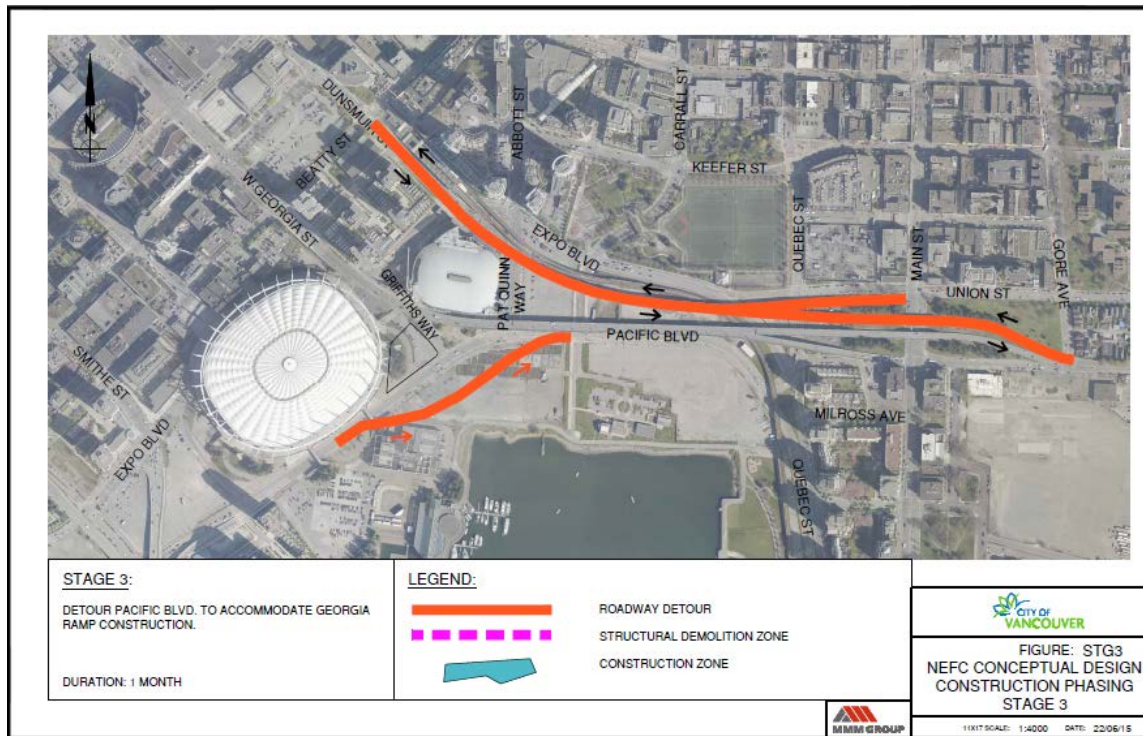 DUNSMUIR ST
ABBOTT ST
CARRALL ST
KEEFER ST
BEATTY ST
W.GEORGIA ST
QUEBEC ST
MAIN ST
GORE AVE
EXPO BLVD
GRIFFITHS WAY
PAT QUINN
WAY
UNION ST
PACIFIC BLVD
SMITHE ST
EXPO BLVD
MILROSS AVE
QUEBEC ST
STAGE 3:
DETOUR PACIFIC BLVD. TO ACCOMMODATE GEORGIA
RAMP CONSTRUCTION.
DURATION: 1 MONTH
LEGEND:
ROADWAY DETOUR
STRUCTURAL DEMOLITION ZONE
CONSTRUCTION ZONE
CITY OF
VANCOUVER
FIGURE: STG3
NEFC CONCEPTUAL DESIGN
CONSTRUCTION PHASING
STAGE 3
MMM GROUP
11X17 SCALE: 1:4000 DATE: 22/06/15